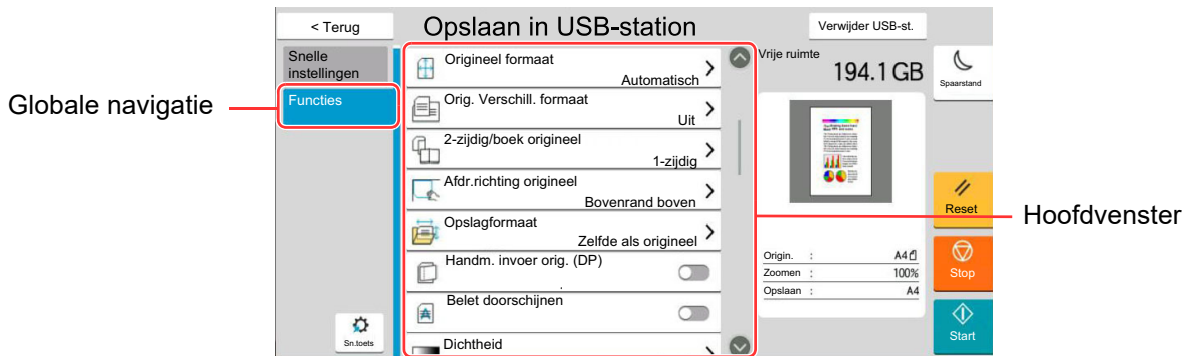 < Terug
Opslaan in USB-station
Verwijder USB-st.
Snelle
instellingen
Functies
Globale navigatie
Origineel formaat
Automatisch
Orig. Verschill. formaat
Uit
2-zijdig/boek origineel
1-zijdig
Afdr.richting origineel
Bovenrand boven
Opslagformaat
Zelfde als origineel
Handm. invoer orig. (DP)
Belet doorschijnen
Dichtheid
Sn.toets
Vrije ruimte
194.1 GB
Origin. : A4
Zoomen : 100%
Opslaan : A4
Spaarstand
Reset
Hoofdvenster
Stop
Start